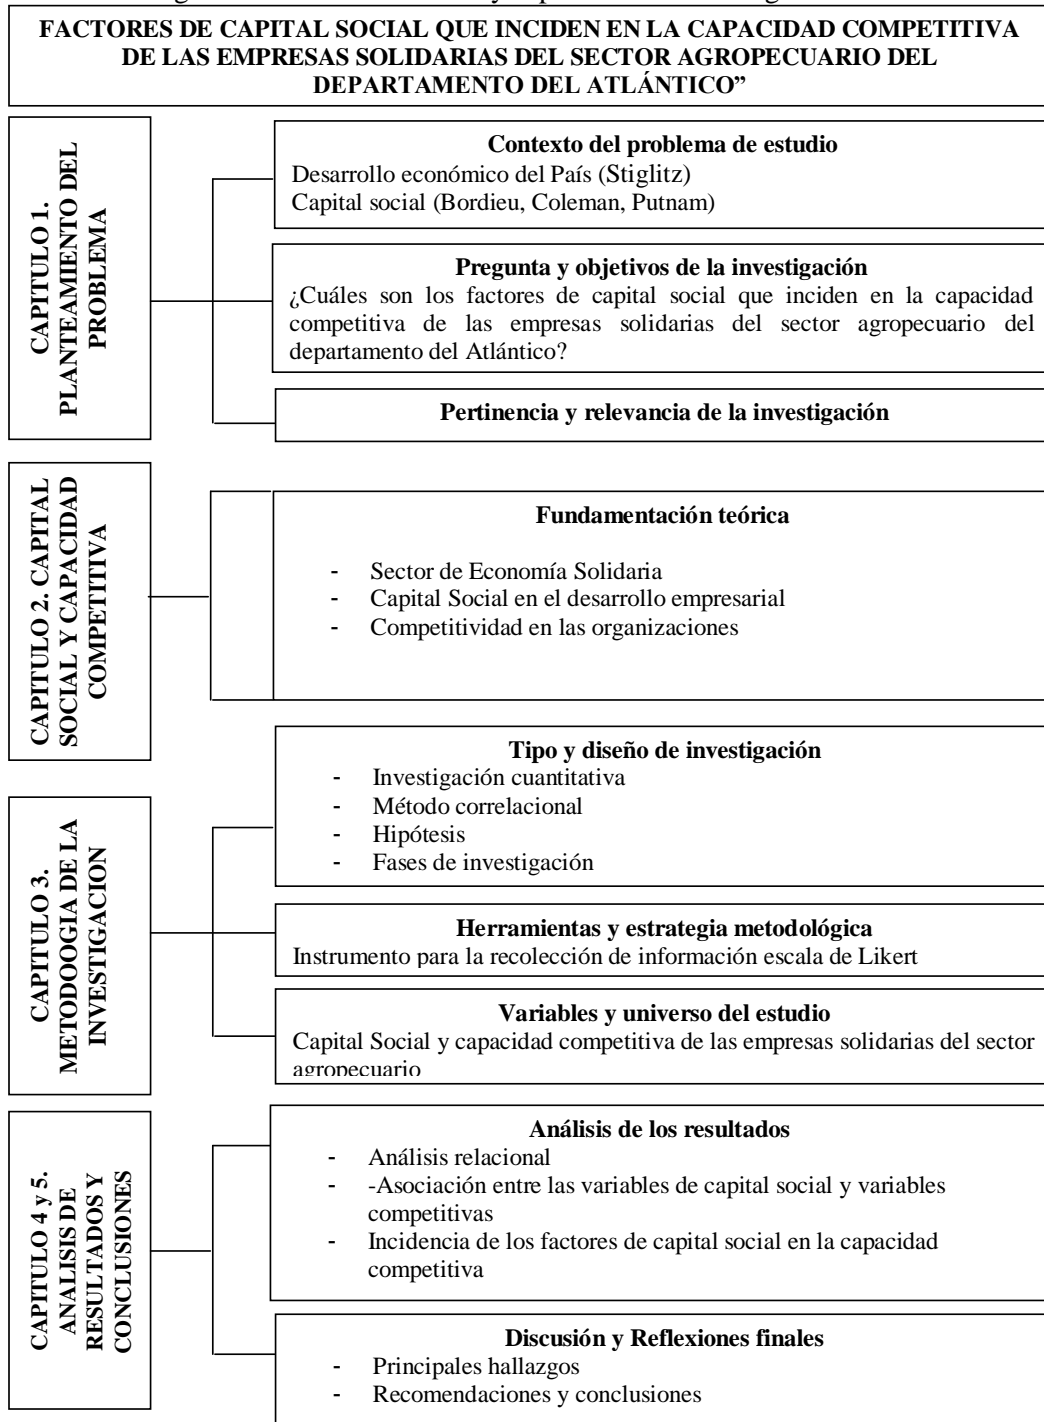 FACTORES DE CAPITAL SOCIAL QUE INCIDEN EN LA CAPACIDAD COMPETITIVA
DE LAS EMPRESAS SOLIDARIAS DEL SECTOR AGROPECUARIO DEL
DEPARTAMENTO DEL ATLÁNTICO”
CAPITULO 1.
PLANTEAMIENTO DEL
PROBLEMA
Contexto del problema de estudio
Desarrollo económico del País (Stiglitz)
Capital social (Bordieu, Coleman, Putnam)
Pregunta y objetivos de la investigación
¿Cuáles son los factores de capital social que inciden en la capacidad
competitiva de las empresas solidarias del sector agropecuario del
departamento del Atlántico?
Pertinencia y relevancia de la investigación
CAPITULO 2. CAPITAL
SOCIAL Y CAPACIDAD
COMPETITIVA
Fundamentación teórica
- Sector de Economía Solidaria
- Capital Social en el desarrollo empresarial
- Competitividad en las organizaciones
CAPITULO 3.
METODOOGIA DE LA
INVESTIGACION
Tipo y diseño de investigación
- Investigación cuantitativa
- Método correlacional
- Hipótesis
- Fases de investigación
Herramientas y estrategia metodológica
Instrumento para la recolección de información escala de Likert
Variables y universo del estudio
Capital Social y capacidad competitiva de las empresas solidarias del sector
agropecuario
CAPITULO 4 y 5.
ANALISIS DE
RESULTADOS Y
CONCLUSIONES
Análisis de los resultados
- Análisis relacional
- -Asociación entre las variables de capital social y variables
competitivas
- Incidencia de los factores de capital social en la capacidad
competitiva
Discusión y Reflexiones finales
- Principales hallazgos
- Recomendaciones y conclusiones